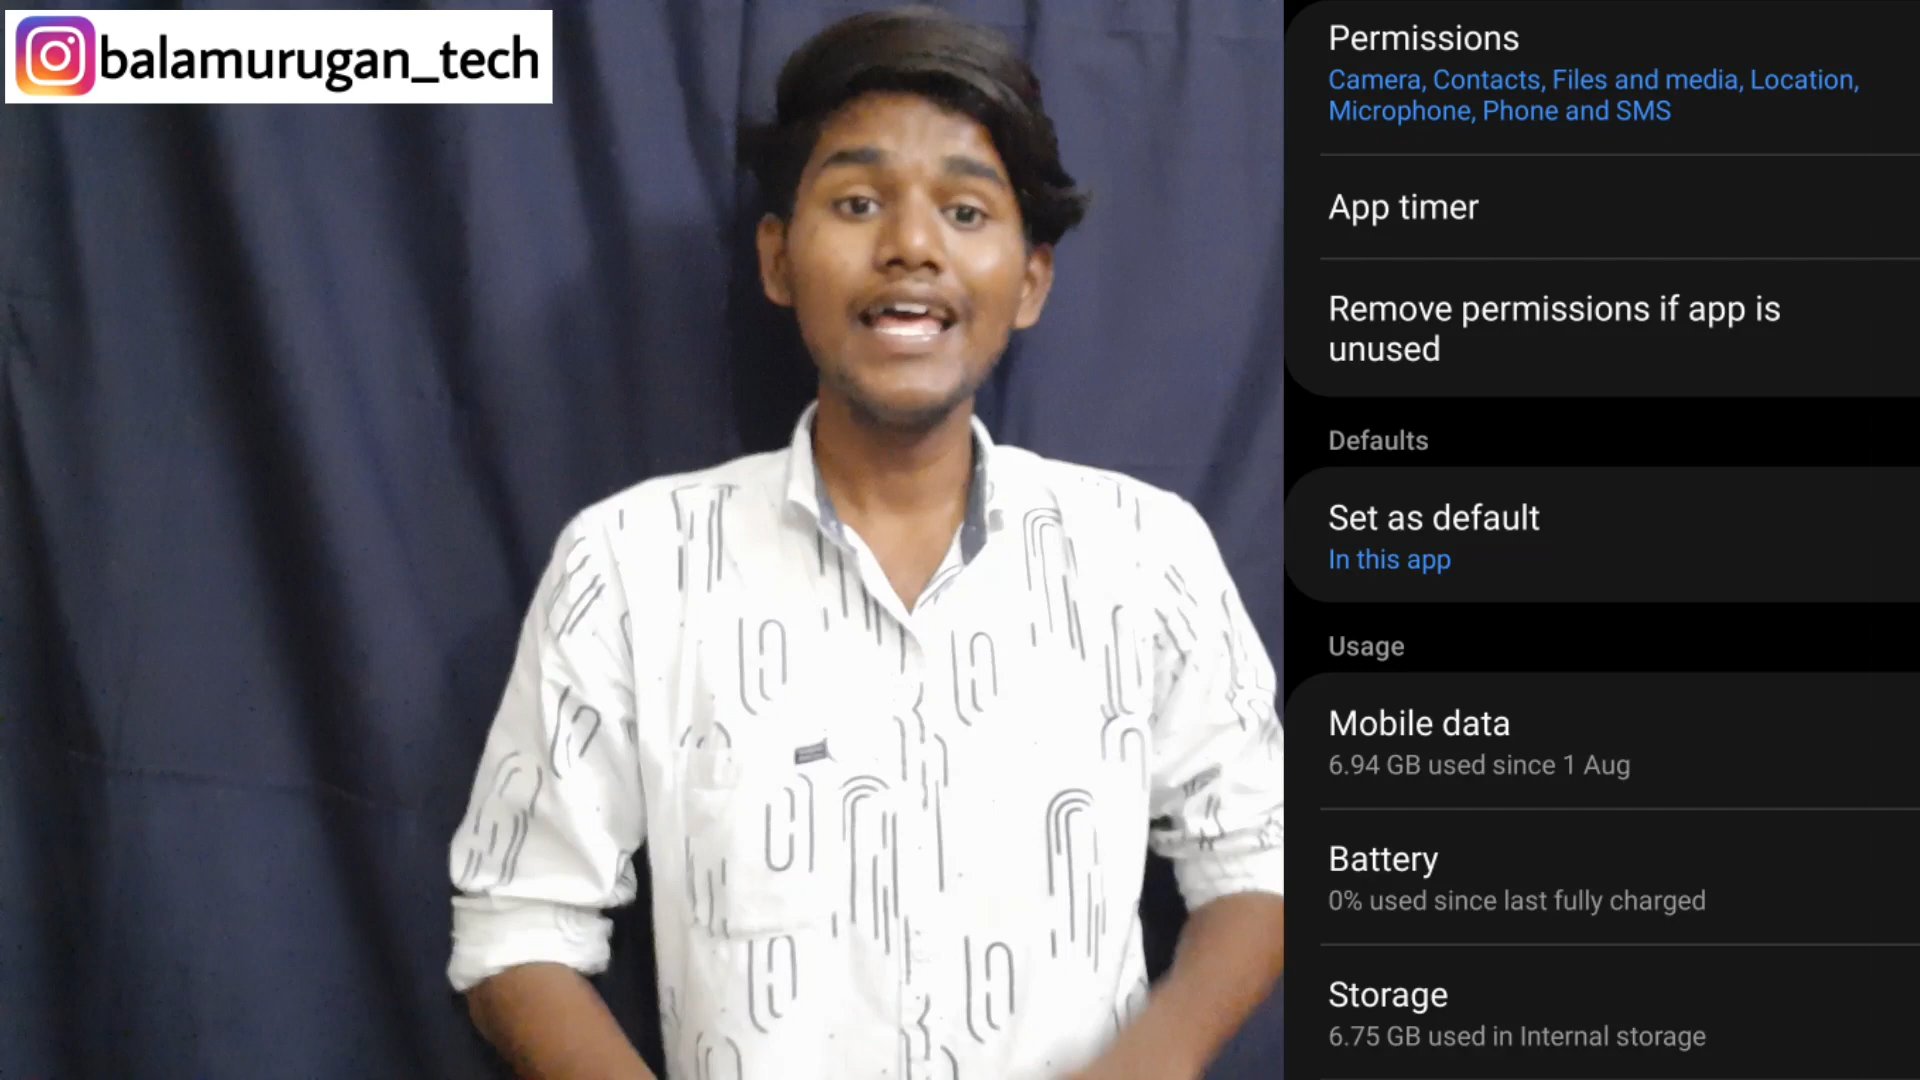 balamurugan_tech
Permissions
Camera, Contacts, Files and media, Location,
Microphone, Phone and SMS
App timer
Remove permissions if app is
unused
Defaults
Set as default
In this app
Usage
Mobile data
6.94 GB used since 1 Aug
Battery
0% used since last fully charged
Storage
6.75 GB used in Internal storage